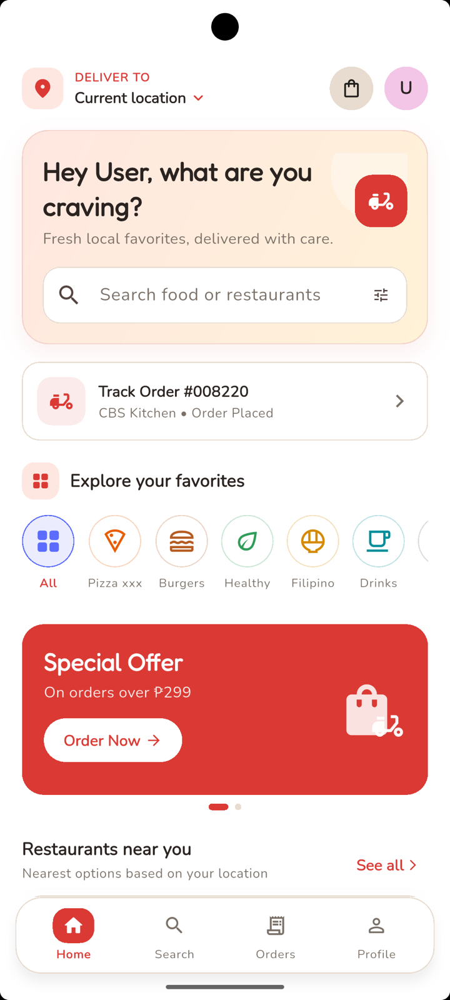 DELIVER TO
Current location
U
Hey User, what are you
craving?
Fresh local favorites, delivered with care.
Search food or restaurants
Track Order #008220
CBS Kitchen • Order Placed
Explore your favorites
All
Pizza xxx
Burgers
Healthy
Filipino
Drinks
Special Offer
On orders over ₱299
Order Now →
Restaurants near you
Nearest options based on your location
See all >
Home
Search
Orders
Profile